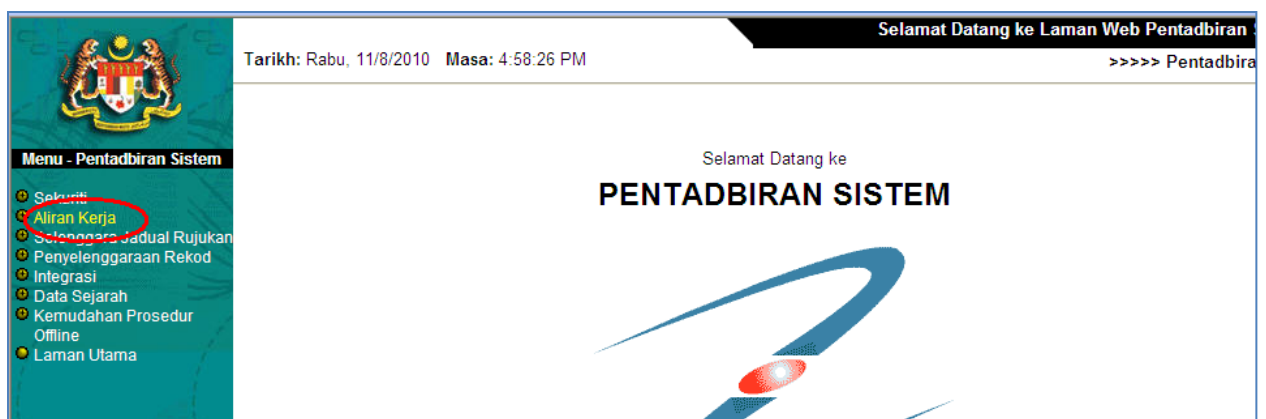 Selamat Datang ke Laman Web Pentadbiran
Tarikh: Rabu, 11/8/2010 Masa: 4:58:26 PM
>>>>> Pentadbira
Menu - Pentadbiran Sistem
Sekuriti
Aliran Kerja
Selenggara Jadual Rujukan
Penyelenggaraan Rekod
Integrasi
Data Sejarah
Kemudahan Prosedur
Offline
Laman Utama
Selamat Datang ke
PENTADBIRAN SISTEM